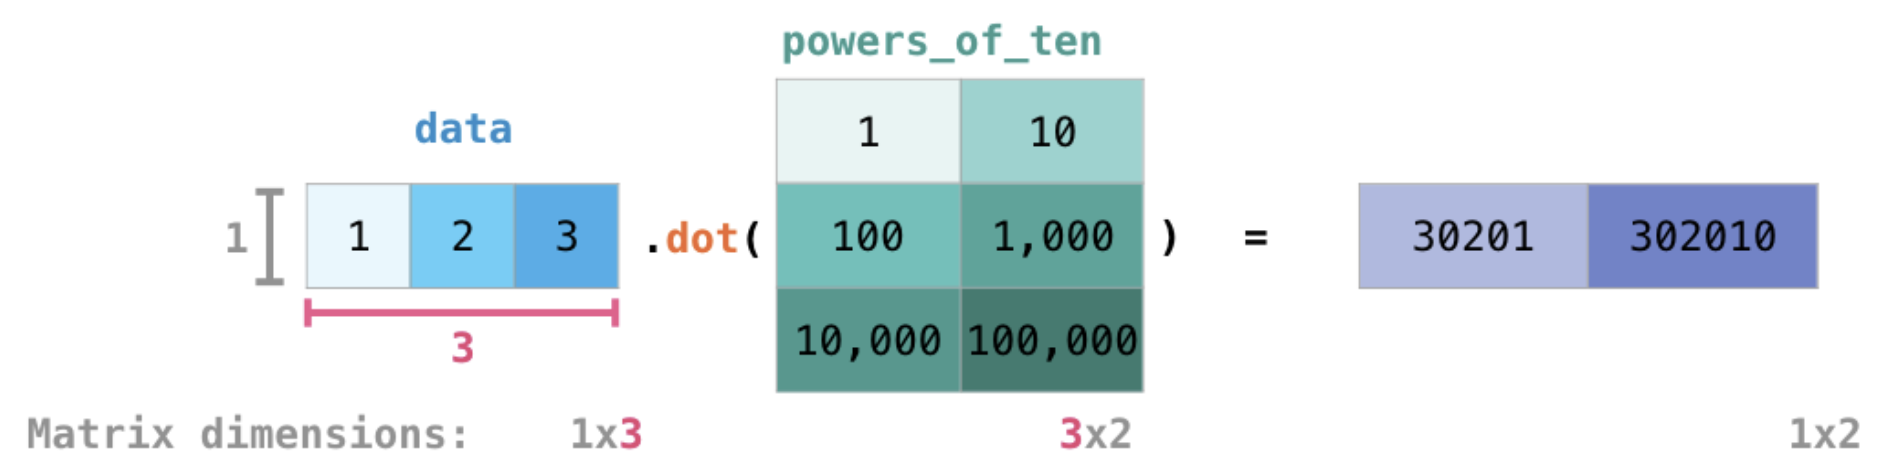 powers_of_ten
data
1 10
1 1 2 3 .dot( 100 1,000 ) = 30201 302010
10,000 100,000
3
Matrix dimensions: 1x3 3x2 1x2